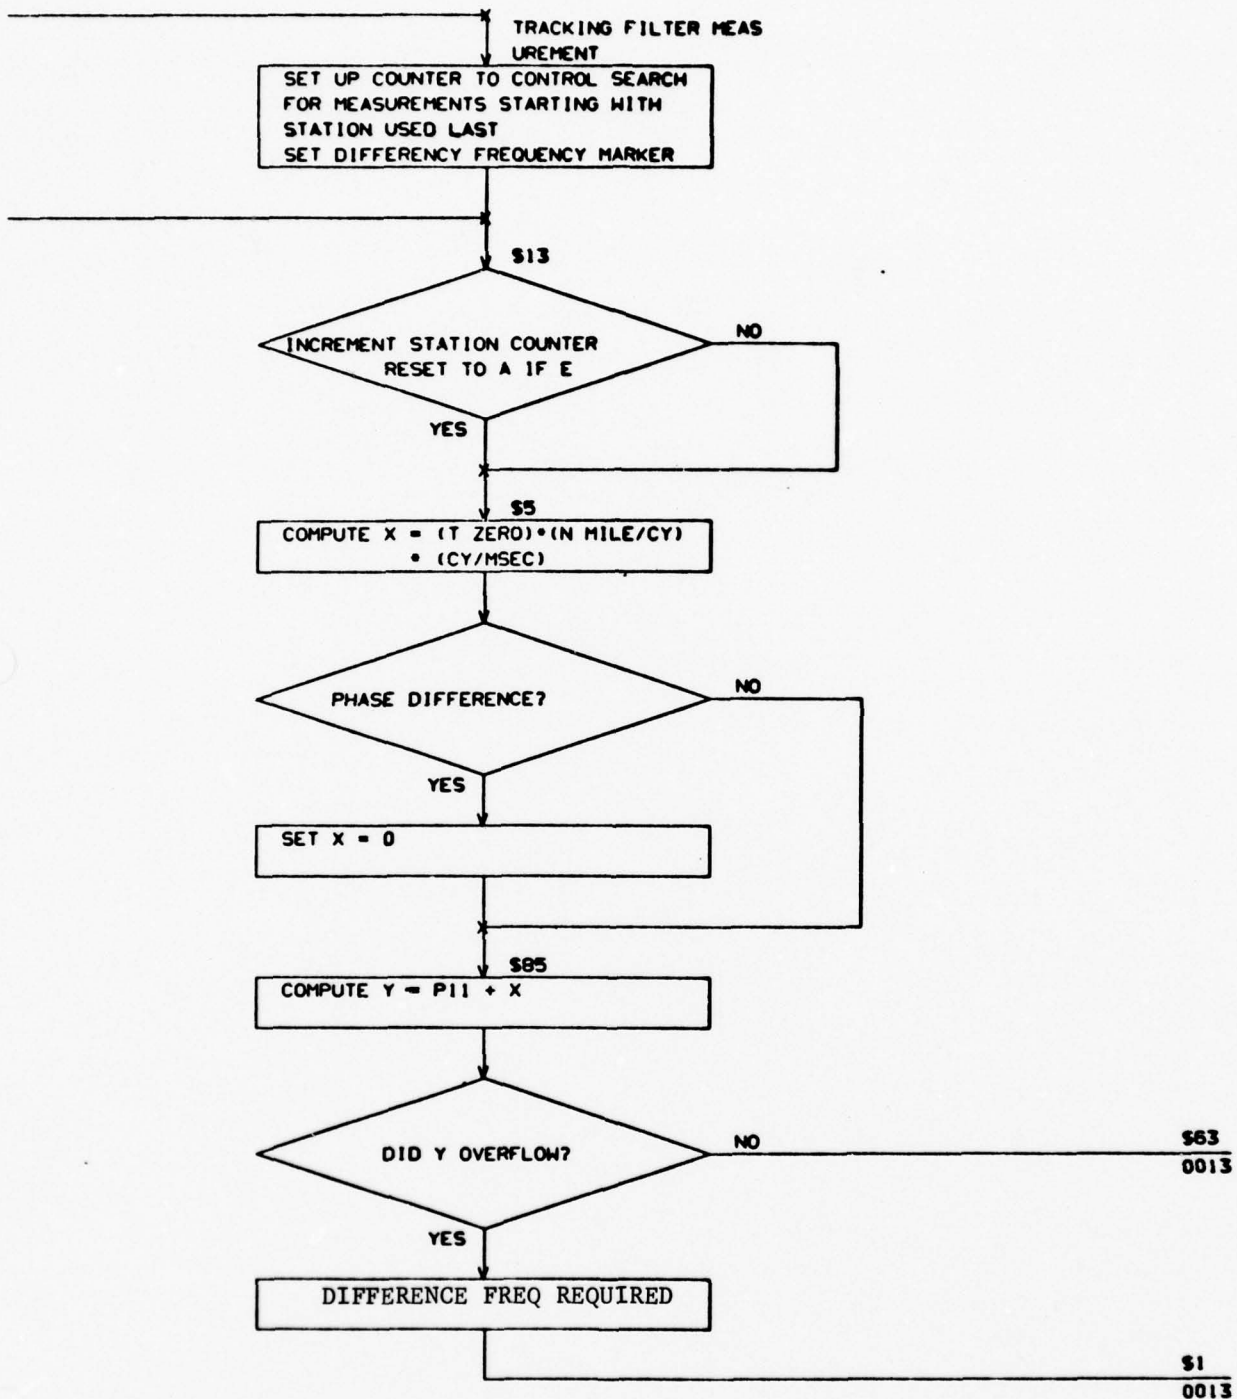 TRACKING FILTER MEAS
UREMENT
SET UP COUNTER TO CONTROL SEARCH
FOR MEASUREMENTS STARTING WITH
STATION USED LAST
SET DIFFERENCY FREQUENCY MARKER
$13
INCREMENT STATION COUNTER
RESET TO A IF E
NO
YES
$5
COMPUTE X = (T ZERO)*(N MILE/CY)
* (CY/MSEC)
PHASE DIFFERENCE?
NO
YES
SET X = 0
$85
COMPUTE Y = P11 + X
DID Y OVERFLOW?
NO
$63
0013
YES
DIFFERENCE FREQ REQUIRED
$1
0013